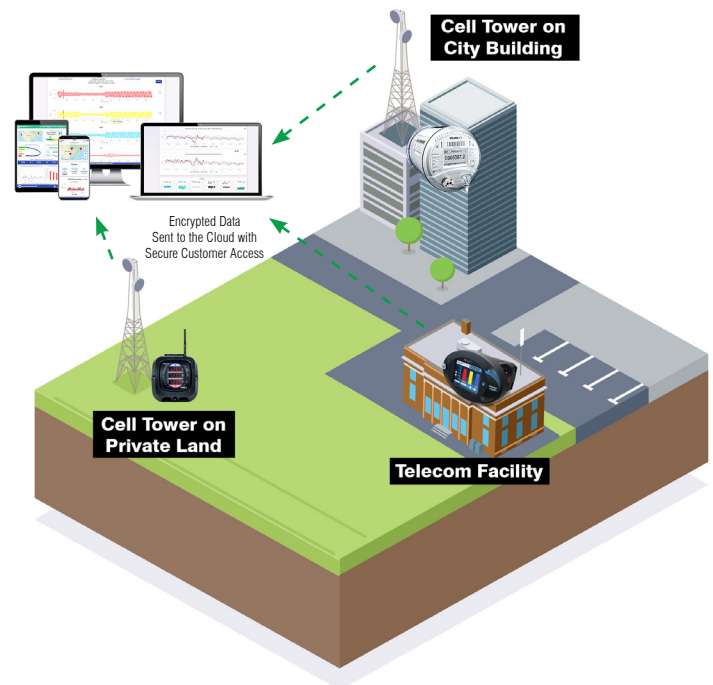 Cell Tower on
City Building
Encrypted Data
Sent to the Cloud with
Secure Customer Access
Cell Tower on
Private Land
Telecom Facility